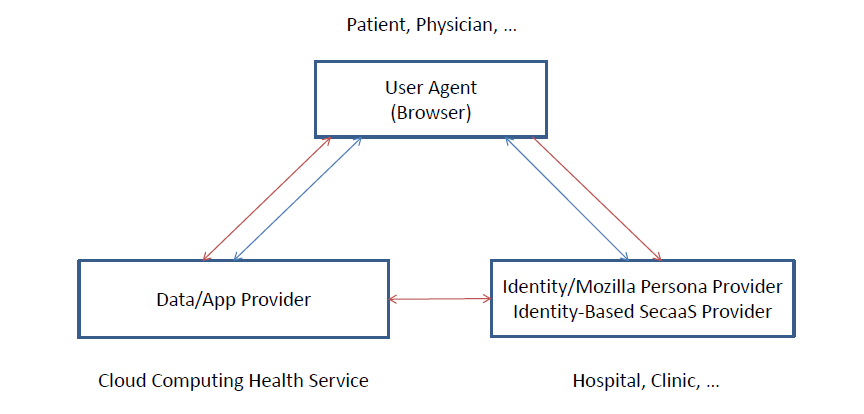 Patient, Physician, ...
User Agent
(Browser)
Data/App Provider
Identity/Mozilla Persona Provider
Identity-Based SecaaS Provider
Cloud Computing Health Service
Hospital, Clinic, ...